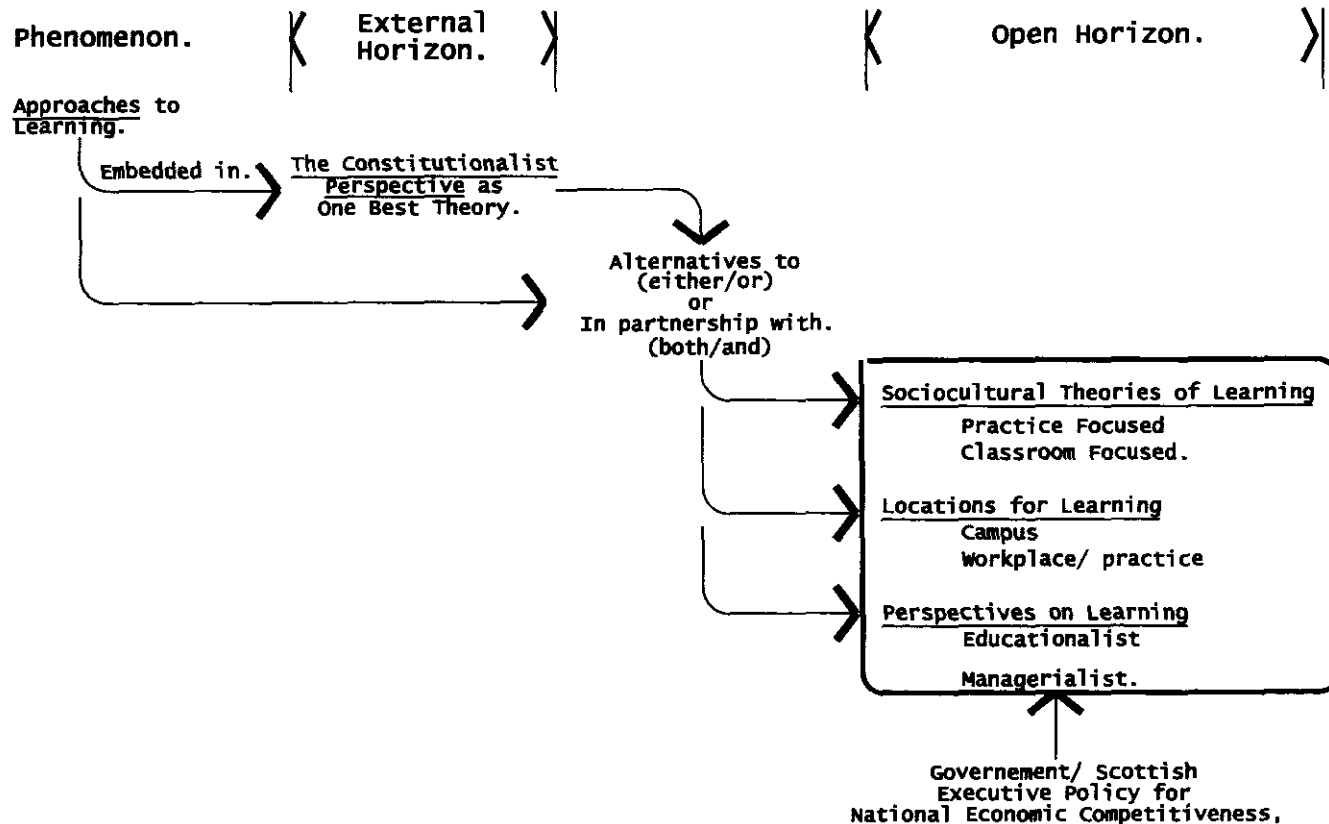 Phenomenon.
External
Horizon.
Open Horizon.
Approaches to
Learning.
Embedded in.
The Constitutionalist
Perspective as
One Best Theory.
Alternatives to
(either/or)
or
In partnership with.
(both/and)
Sociocultural Theories of Learning
Practice Focused
Classroom Focused.
Locations for Learning
Campus
Workplace/ practice
Perspectives on Learning
Educationalist
Managerialist.
Governement/ Scottish
Executive Policy for
National Economic Competitiveness,